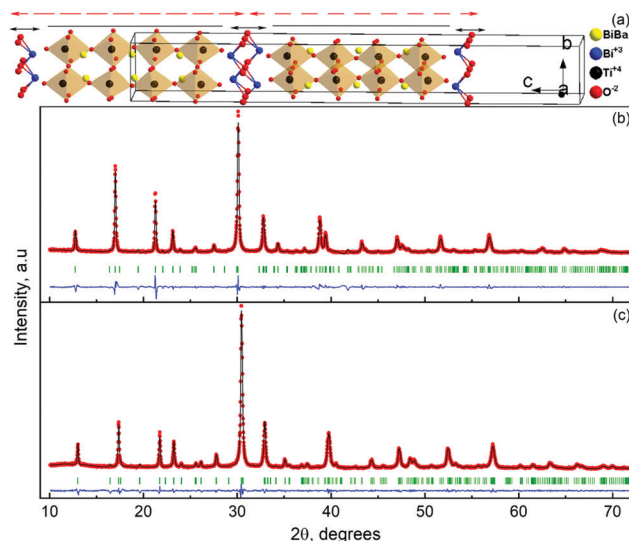 (a)
BiBa
b
Bi+3
c
a
Ti+4
O-2
(b)
(c)
Intensity, a.u
10 20 30 40 50 60 70
2θ, degrees